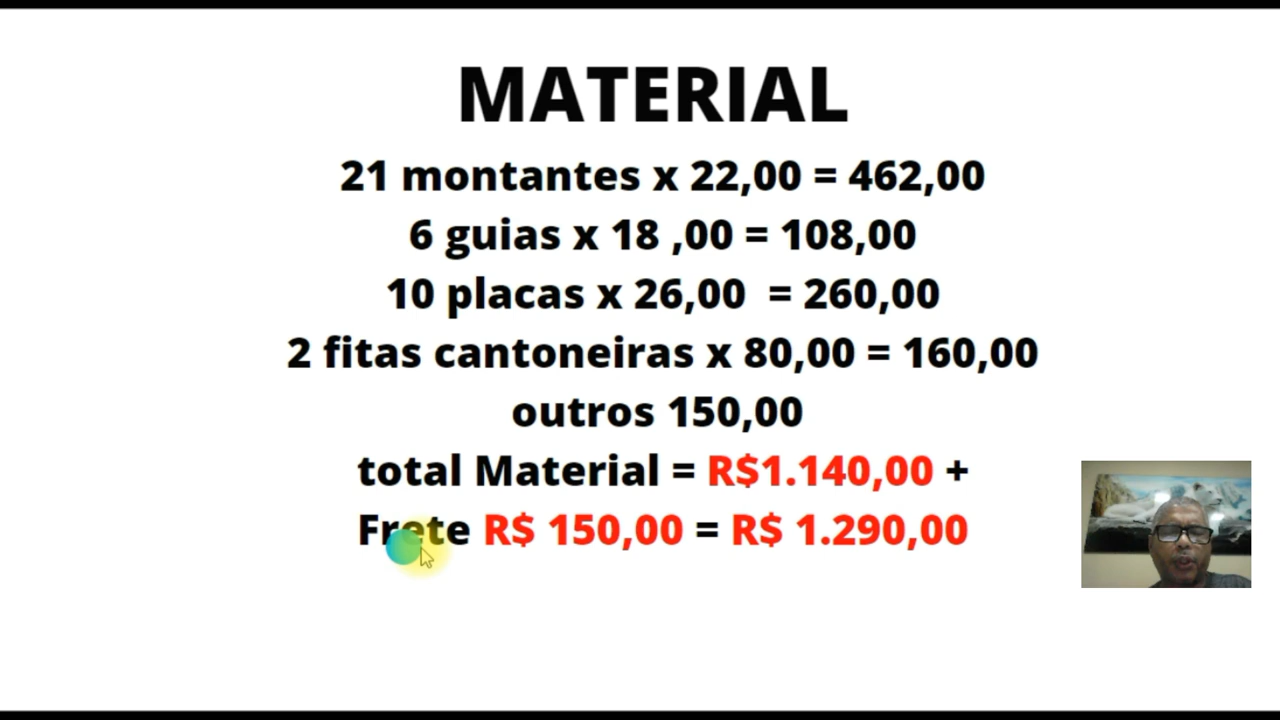 MATERIAL
21 montantes x 22,00 = 462,00
6 guias x 18 ,00 = 108,00
10 placas x 26,00 = 260,00
2 fitas cantoneiras x 80,00 = 160,00
outros 150,00
total Material = R$1.140,00 +
Frete R$ 150,00 = R$ 1.290,00